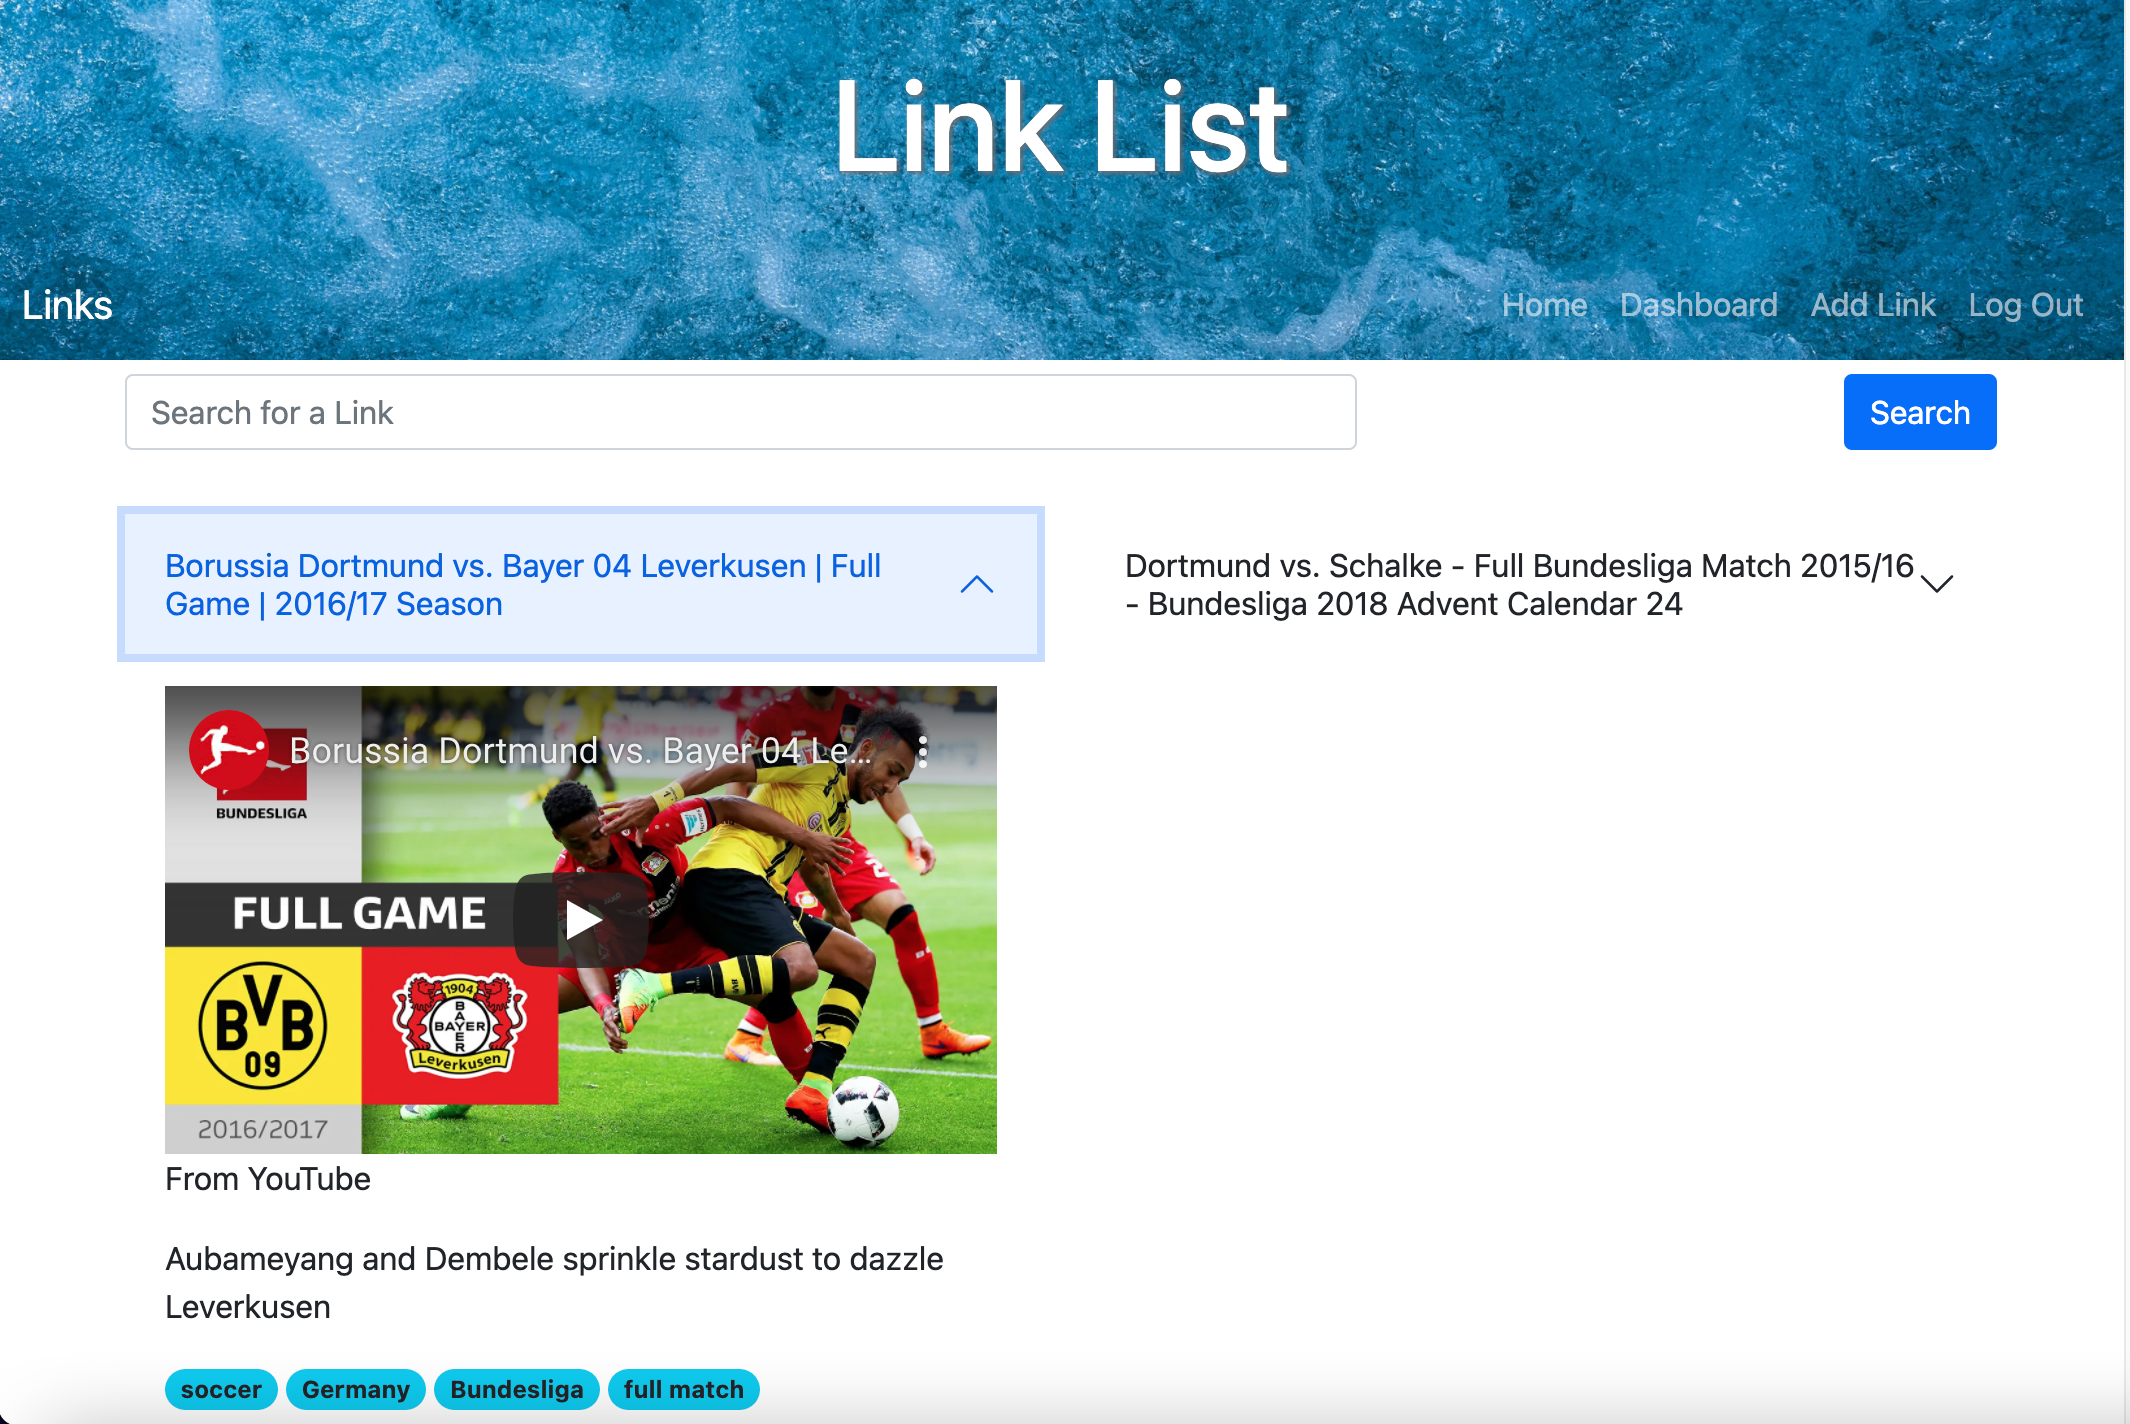 Link List
Links
Home Dashboard Add Link Log Out
Search for a Link
Search
Borussia Dortmund vs. Bayer 04 Leverkusen | Full
Game | 2016/17 Season
Dortmund vs. Schalke - Full Bundesliga Match 2015/16
- Bundesliga 2018 Advent Calendar 24
Borussia Dortmund vs. Bayer 04 Le...
BUNDESLIGA
FULL GAME
BVB
09
1904
BAYER
BAYER
Leverkusen
2016/2017
From YouTube
Aubameyang and Dembele sprinkle stardust to dazzle
Leverkusen
soccer Germany Bundesliga full match